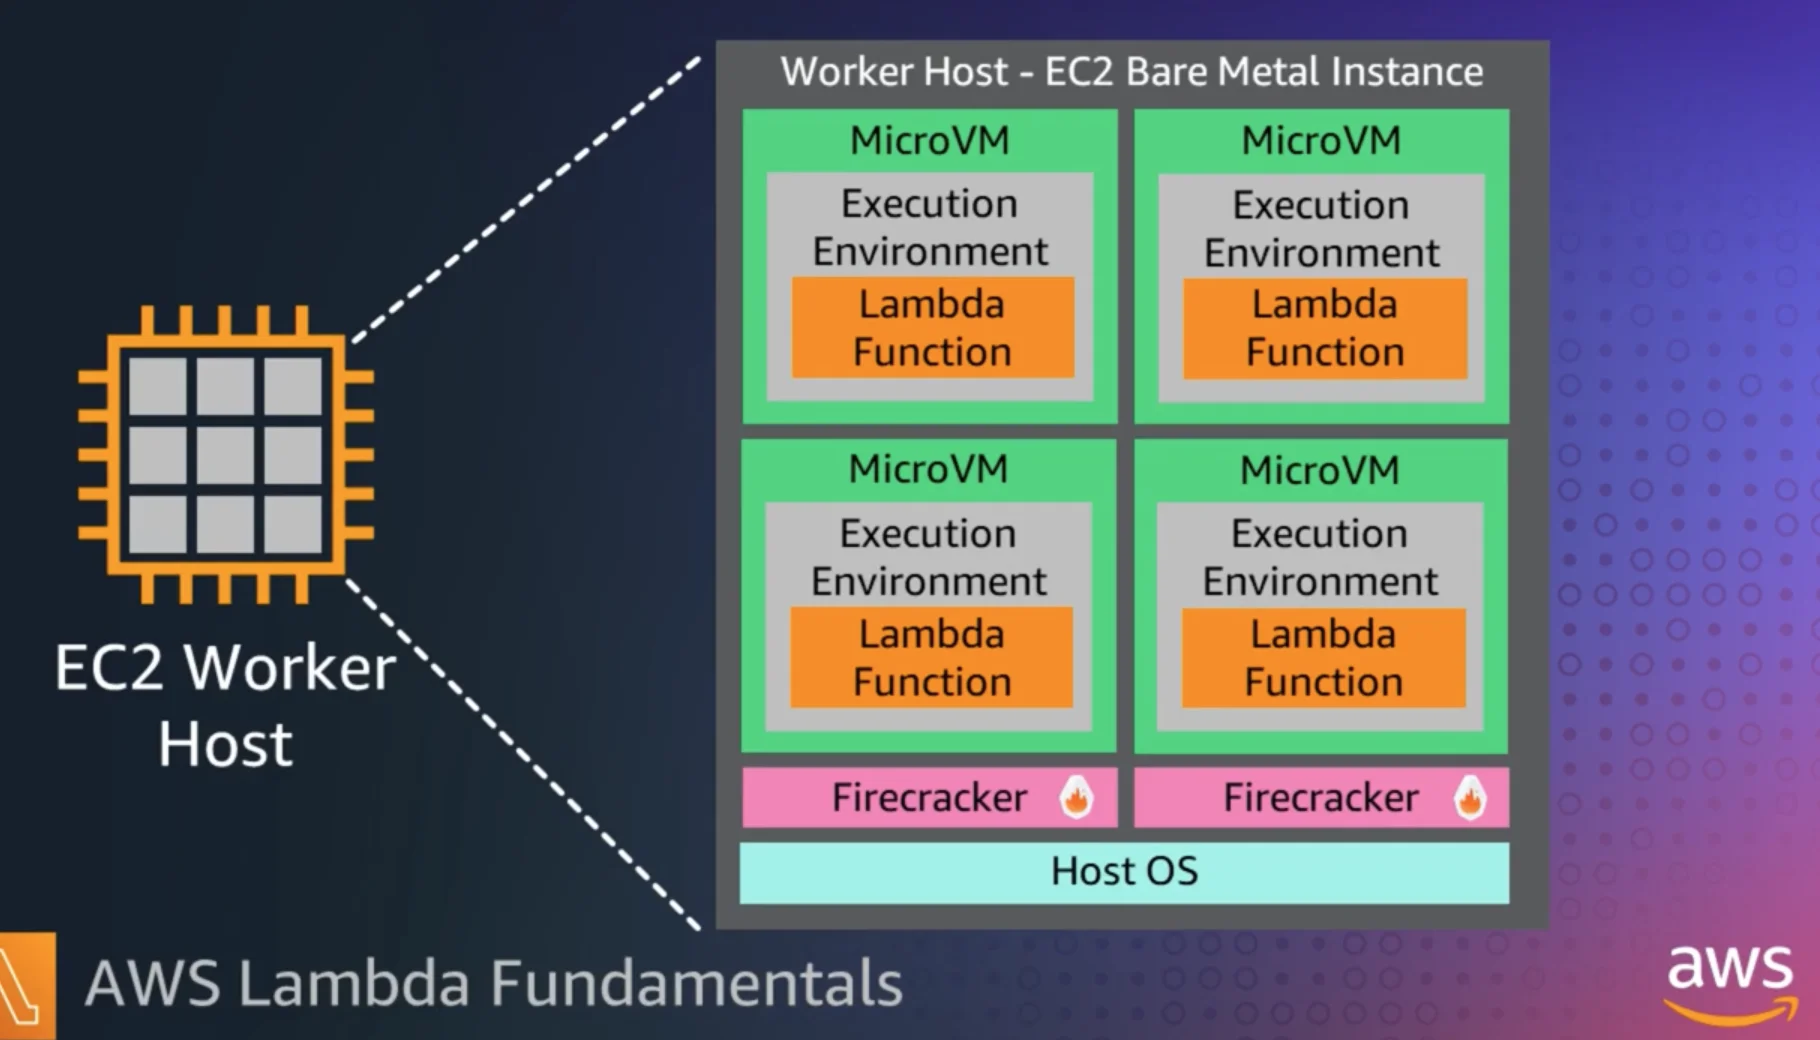 Worker Host - EC2 Bare Metal Instance
MicroVM
Execution
Environment
Lambda
Function
MicroVM
Execution
Environment
Lambda
Function
MicroVM
Execution
Environment
Lambda
Function
MicroVM
Execution
Environment
Lambda
Function
Firecracker
Firecracker
Host OS
EC2 Worker
Host
AWS Lambda Fundamentals
aws